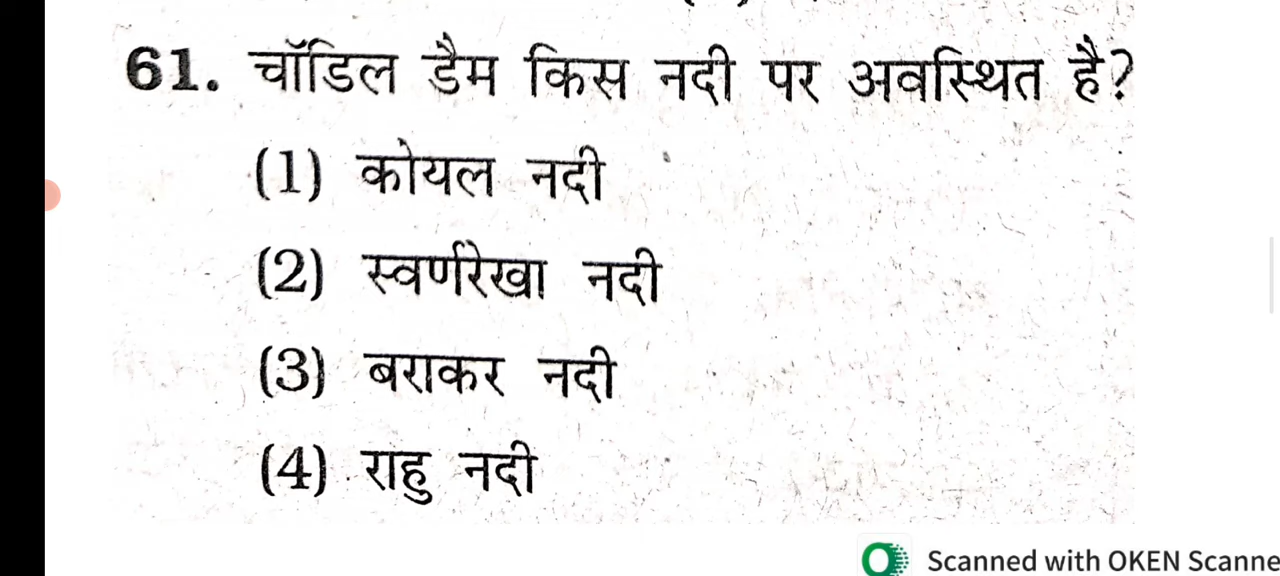 61. चॉडिल डैम किस नदी पर अवस्थित है?
(1) कोयल नदी
(2) स्वर्णरेखा नदी
(3) बराकर नदी
(4) राहु नदी
Scanned with OKEN Scanne